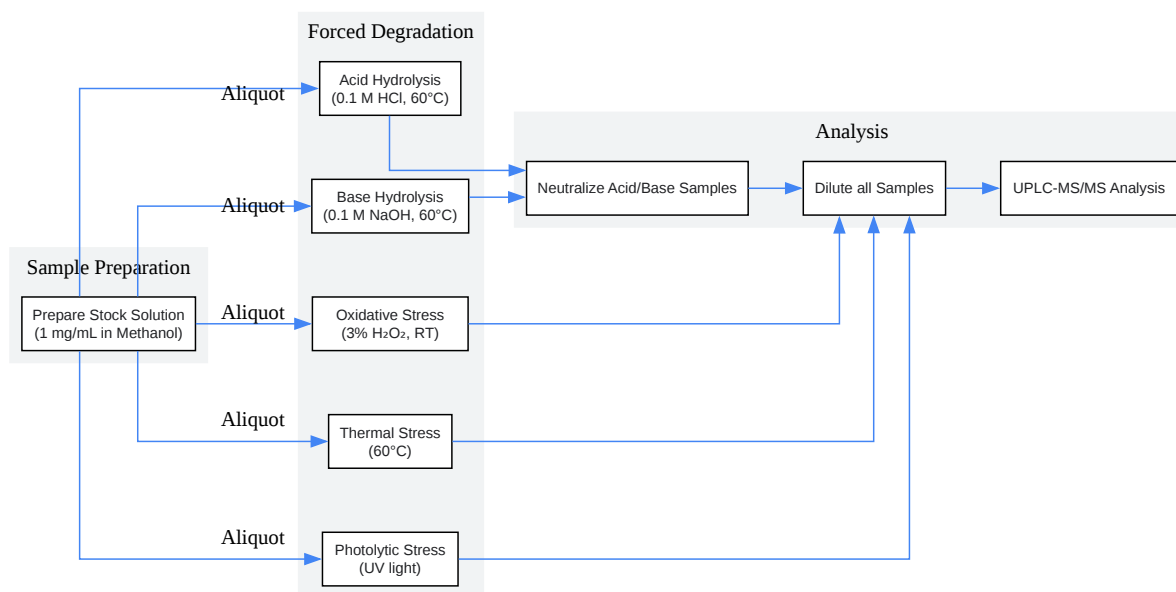 Forced Degradation
Aliquot
Acid Hydrolysis
(0.1 M HCl, 60°C)
Analysis
Aliquot
Base Hydrolysis
(0.1 M NaOH, 60°C)
Neutralize Acid/Base Samples
Dilute all Samples
UPLC-MS/MS Analysis
Sample Preparation
Prepare Stock Solution
(1 mg/mL in Methanol)
Aliquot
Oxidative Stress
(3% H₂O₂, RT)
Aliquot
Thermal Stress
(60°C)
Aliquot
Photolytic Stress
(UV light)